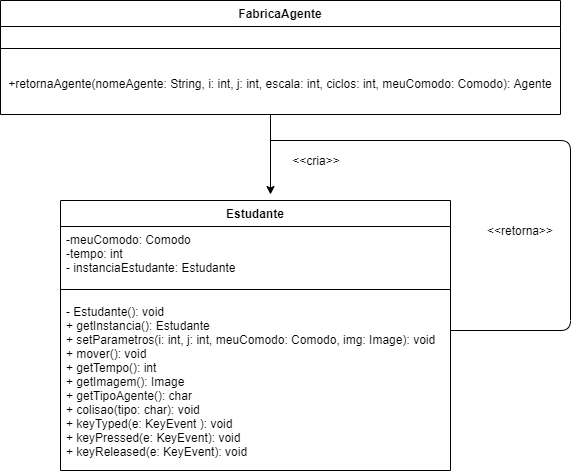 FabricaAgente
+retornaAgente(nomeAgente: String, i: int, j: int, escala: int, ciclos: int, meuComodo: Comodo): Agente
<<cria>>
Estudante
<<retorna>>
-meuComodo: Comodo
-tempo: int
- instanciaEstudante: Estudante
- Estudante(): void
+ getInstancia(): Estudante
+ setParametros(i: int, j: int, meuComodo: Comodo, img: Image): void
+ mover(): void
+ getTempo(): int
+ getImagem(): Image
+ getTipoAgente(): char
+ colisao(tipo: char): void
+ keyTyped(e: KeyEvent ): void
+ keyPressed(e: KeyEvent): void
+ keyReleased(e: KeyEvent): void